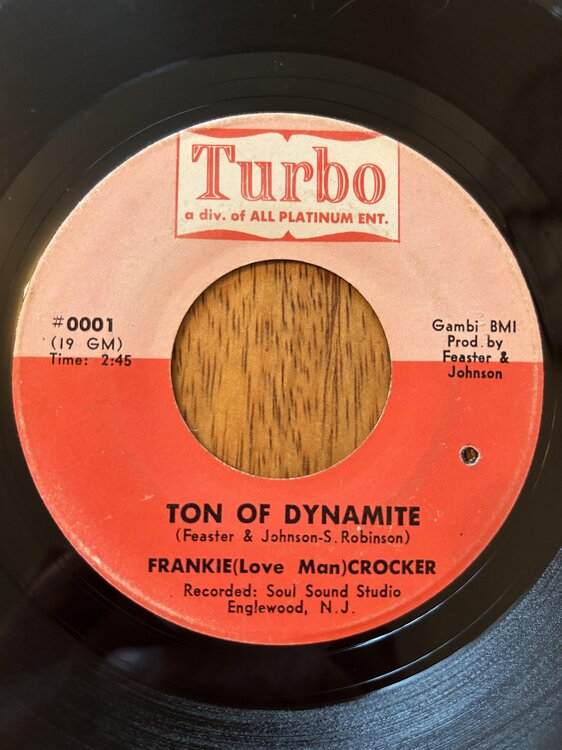 Turbo
a div. of ALL PLATINUM ENT.
#0001
(19 GM)
Time: 2:45
Gambi BMI
Prod. by
Feaster &
Johnson
TON OF DYNAMITE
(Feaster & Johnson-S. Robinson)
FRANKIE(Love Man)CROCKER
Recorded: Soul Sound Studio
Englewood, N.J.